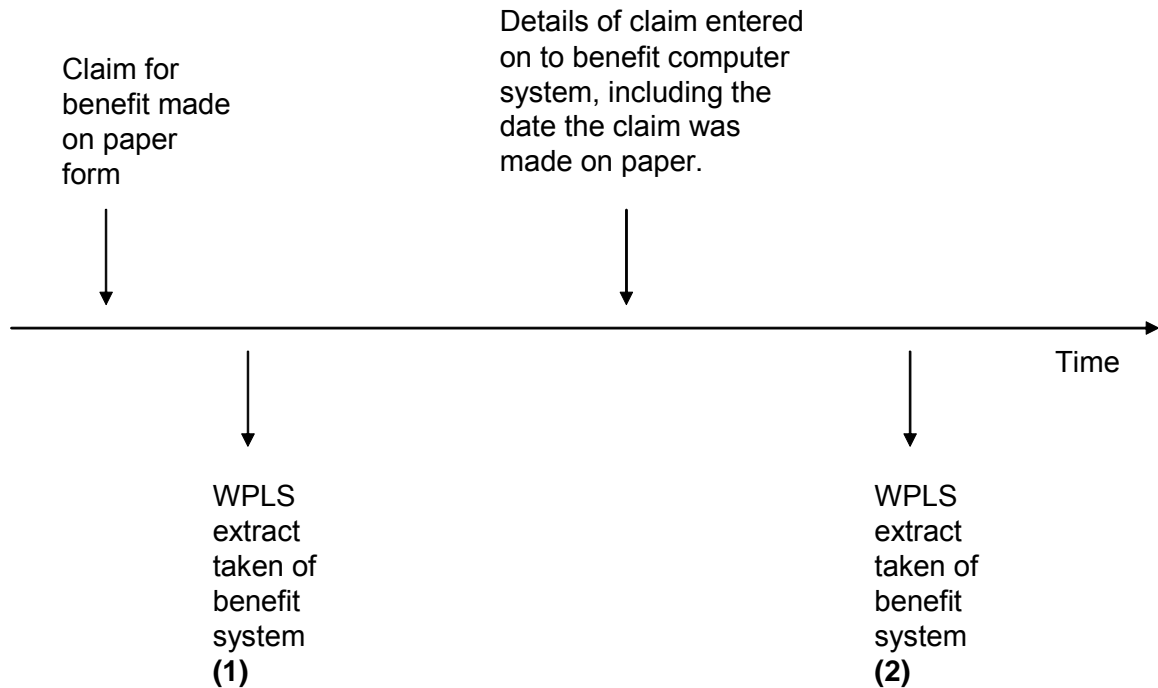 Claim for
benefit made
on paper
form
Details of claim entered
on to benefit computer
system, including the
date the claim was
made on paper.
Time
WPLS
extract
taken of
benefit
system
(1)
WPLS
extract
taken of
benefit
system
(2)